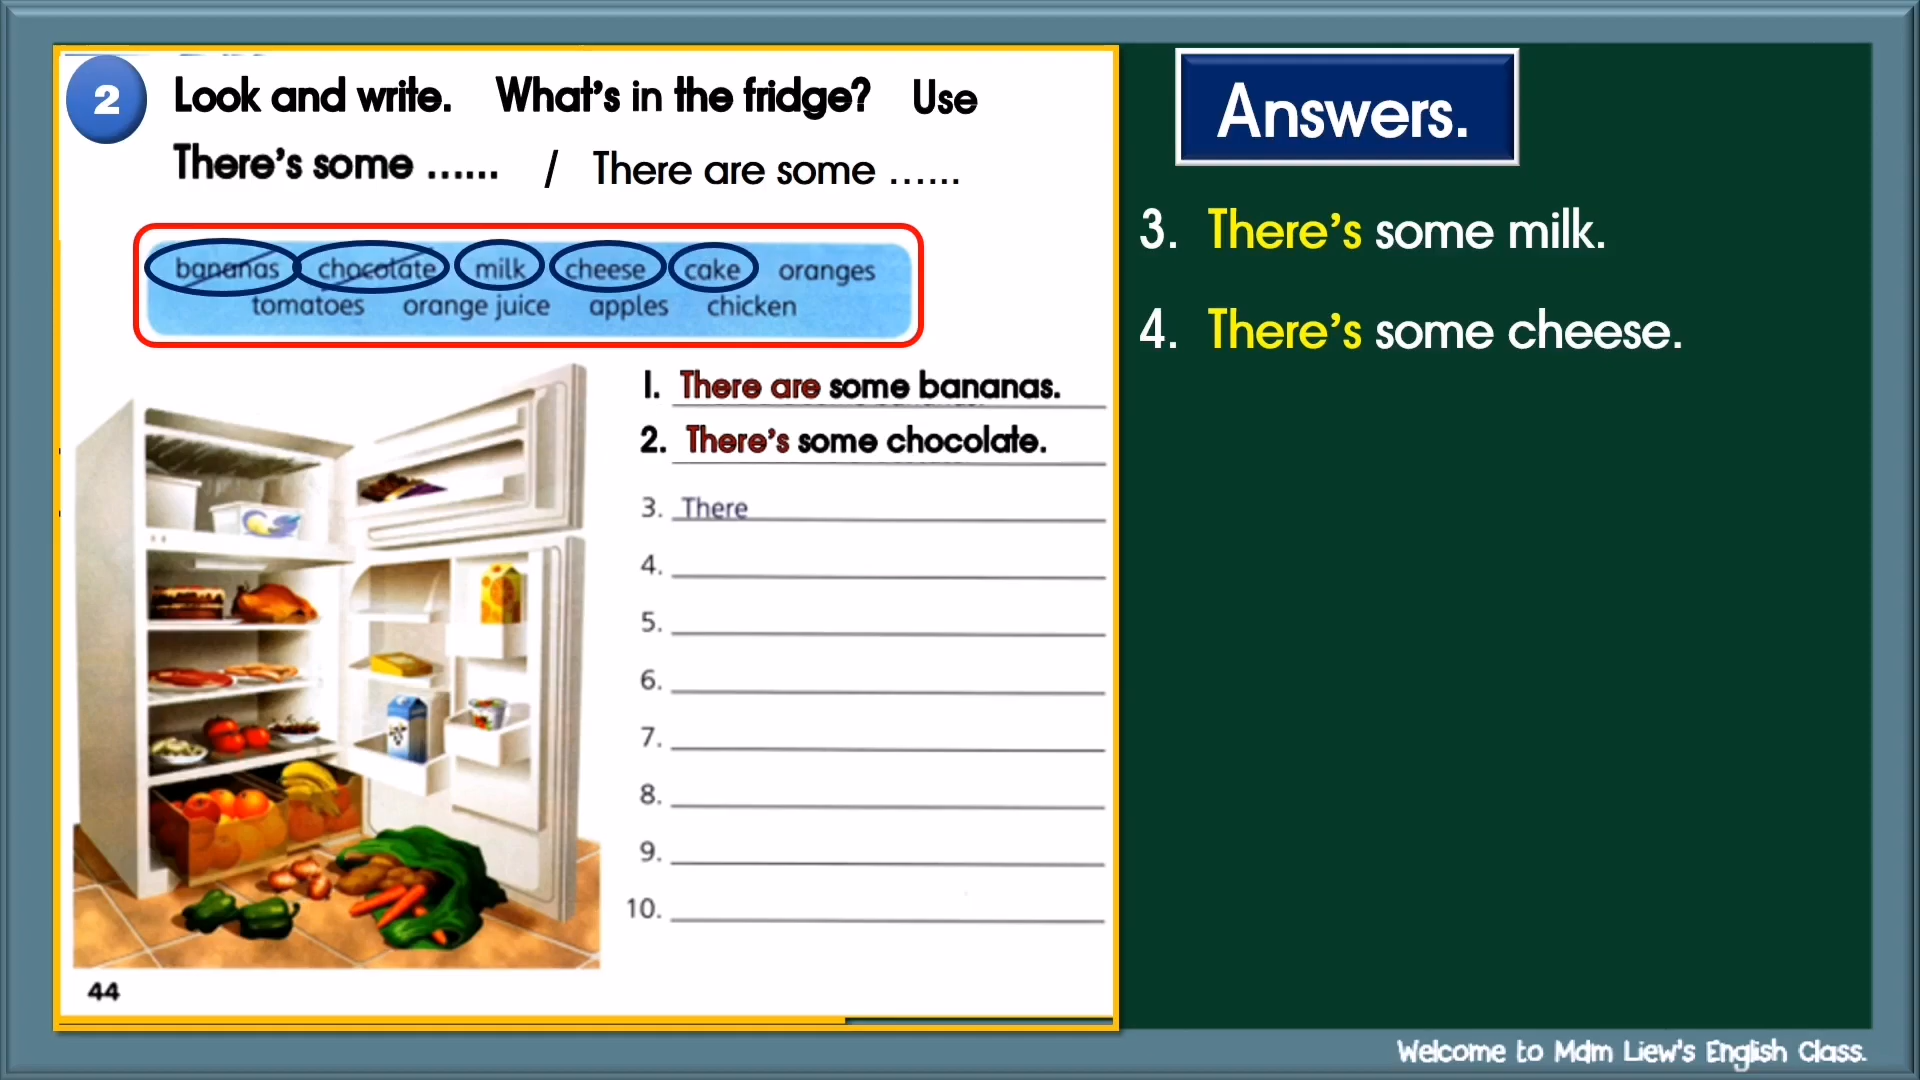 2 Look and write. What's in the fridge? Use
There's some ...... / There are some ......
bananas chocolate milk cheese cake oranges
tomatoes orange juice apples chicken
1. There are some bananas.
2. There's some chocolate.
3. There
4.
5.
6.
7.
8.
9.
10.
44
Answers.
3. There's some milk.
4. There's some cheese.
Welcome to Mdm Liew's English Class.